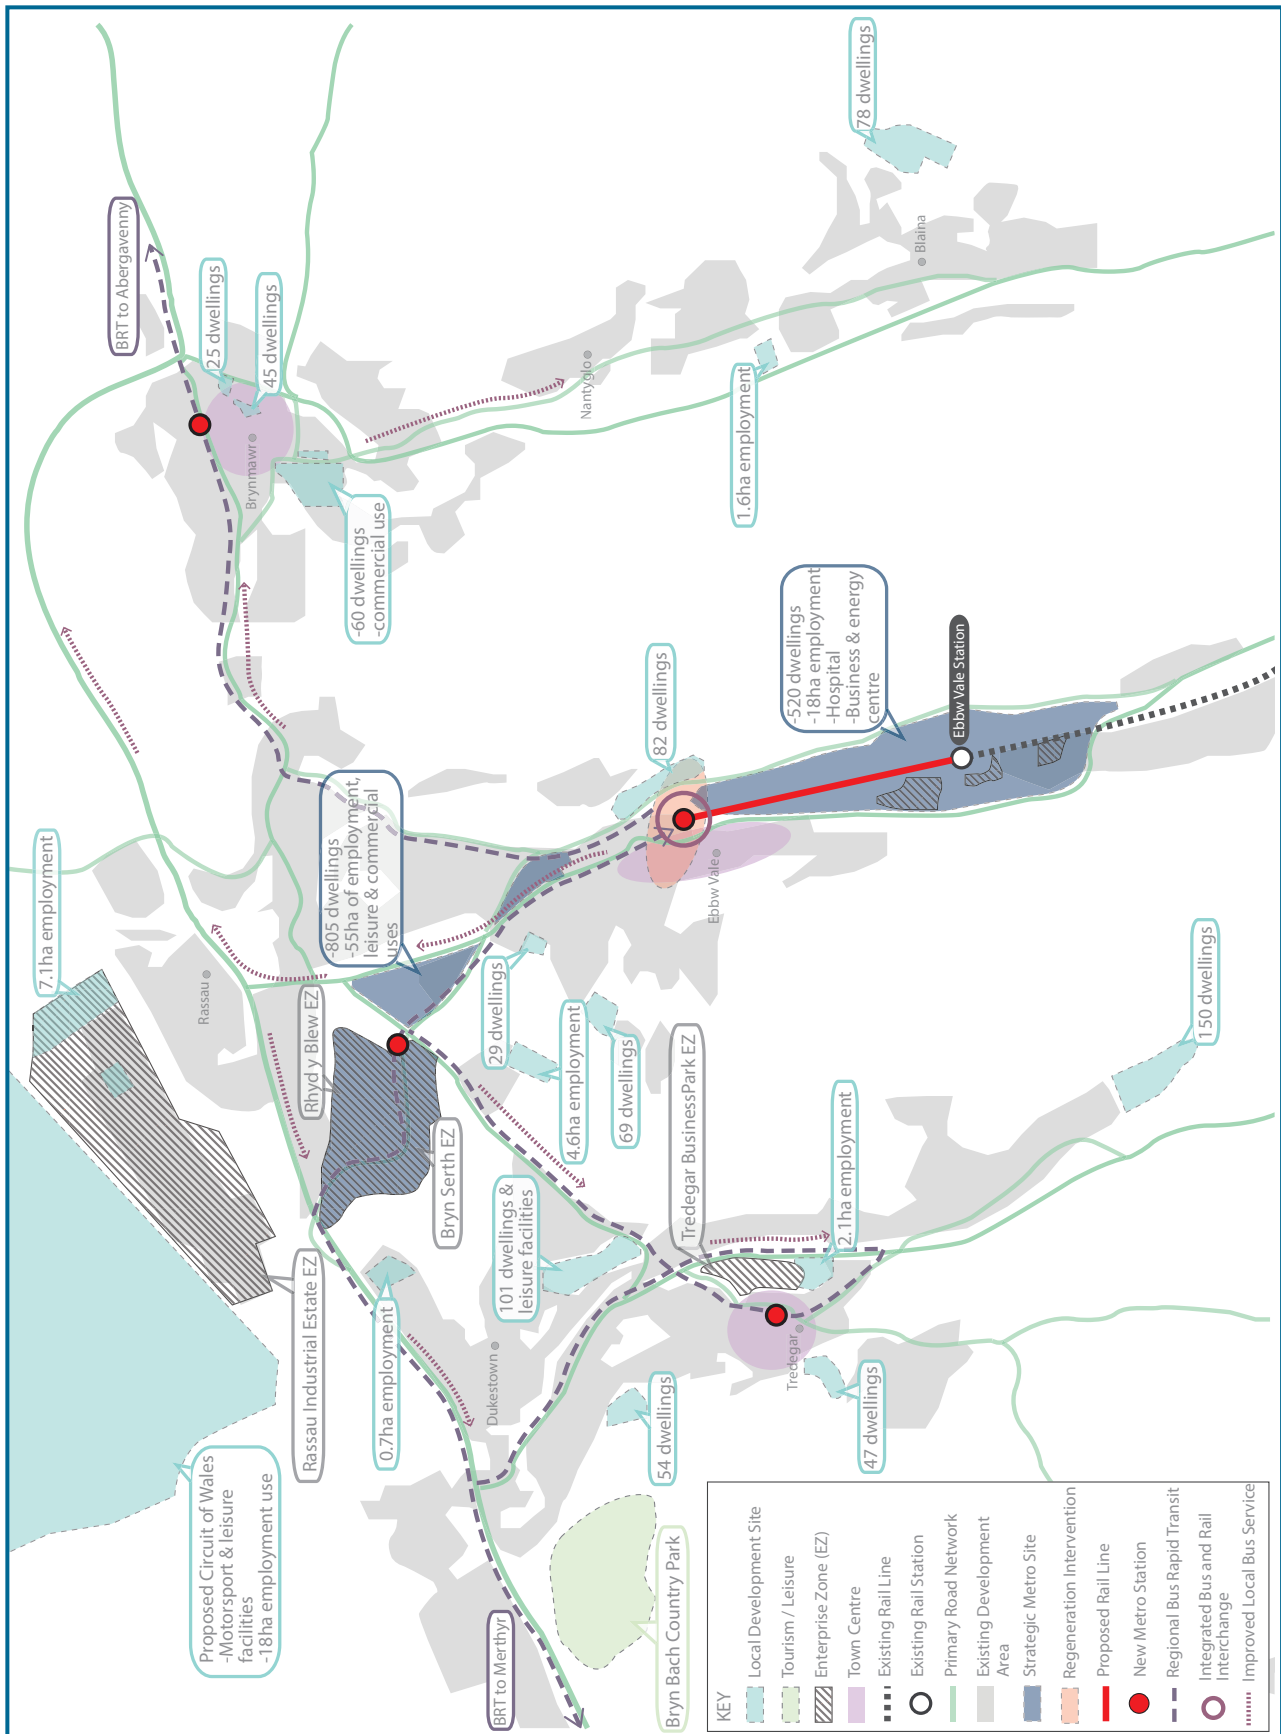 Proposed Circuit of Wales
-Motorsport & leisure
facilities
-18ha employment use
Rassau Industrial Estate EZ
7.1ha employment
Rassau
BRT to Abergavenny
25 dwellings
45 dwellings
Brynmawr
-60 dwellings
-commercial use
78 dwellings
Blaina
Nantyglo
1.6ha employment
Rhyd y Blew EZ
Bryn Serth EZ
-805 dwellings
-55ha of employment,
leisure & commercial
uses
0.7ha employment
Dukestown
BRT to Merthyr
Bryn Bach Country Park
101 dwellings &
leisure facilities
29 dwellings
4.6ha employment
69 dwellings
54 dwellings
Tredegar BusinessPark EZ
Tredegar
47 dwellings
2.1ha employment
150 dwellings
82 dwellings
Ebbw Vale
-520 dwellings
-18ha employment
-Hospital
-Business & energy
centre
Ebbw Vale Station
KEY
Local Development Site
Tourism / Leisure
Enterprise Zone (EZ)
Town Centre
Existing Rail Line
Existing Rail Station
Primary Road Network
Existing Development
Area
Strategic Metro Site
Regeneration Intervention
Proposed Rail Line
New Metro Station
Regional Bus Rapid Transit
Integrated Bus and Rail
Interchange
Improved Local Bus Service